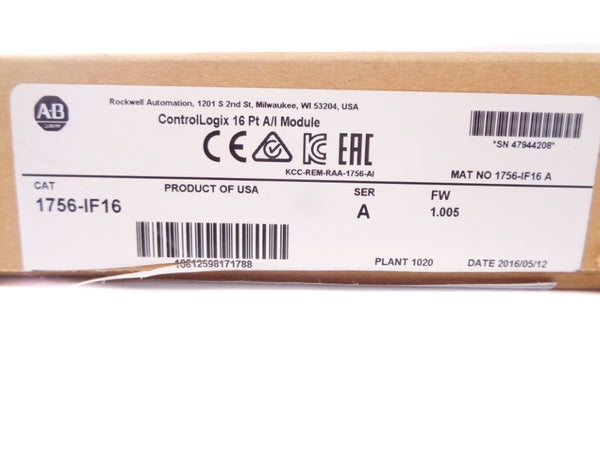 AB
Rockwell Automation, 1201 S 2nd St, Milwaukee, WI 53204, USA
ControlLogix 16 Pt A/I Module
*SN 47944208*
CE EAC
KCC-REM-RAA-1756-AI
MAT NO 1756-IF16 A
CAT
PRODUCT OF USA
SER
FW
1756-IF16
A
1.005
10612598171788
PLANT 1020
DATE 2016/05/12